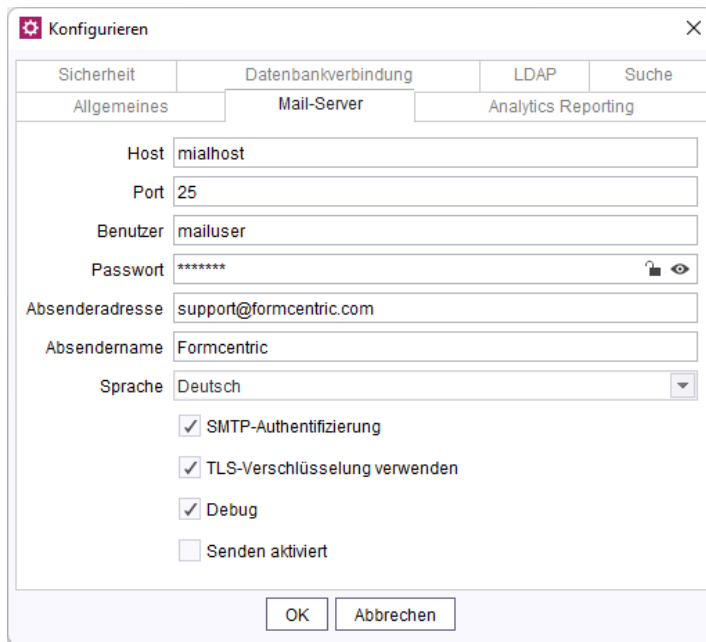 Konfigurieren
Sicherheit Datenbankverbindung LDAP Suche
Allgemeines Mail-Server Analytics Reporting
Host mialhost
Port 25
Benutzer mailuser
Passwort *******
Absenderadresse support@formcentric.com
Absendername Formcentric
Sprache Deutsch
SMTP-Authentifizierung
TLS-Verschlüsselung verwenden
Debug
Senden aktiviert
OK Abbrechen